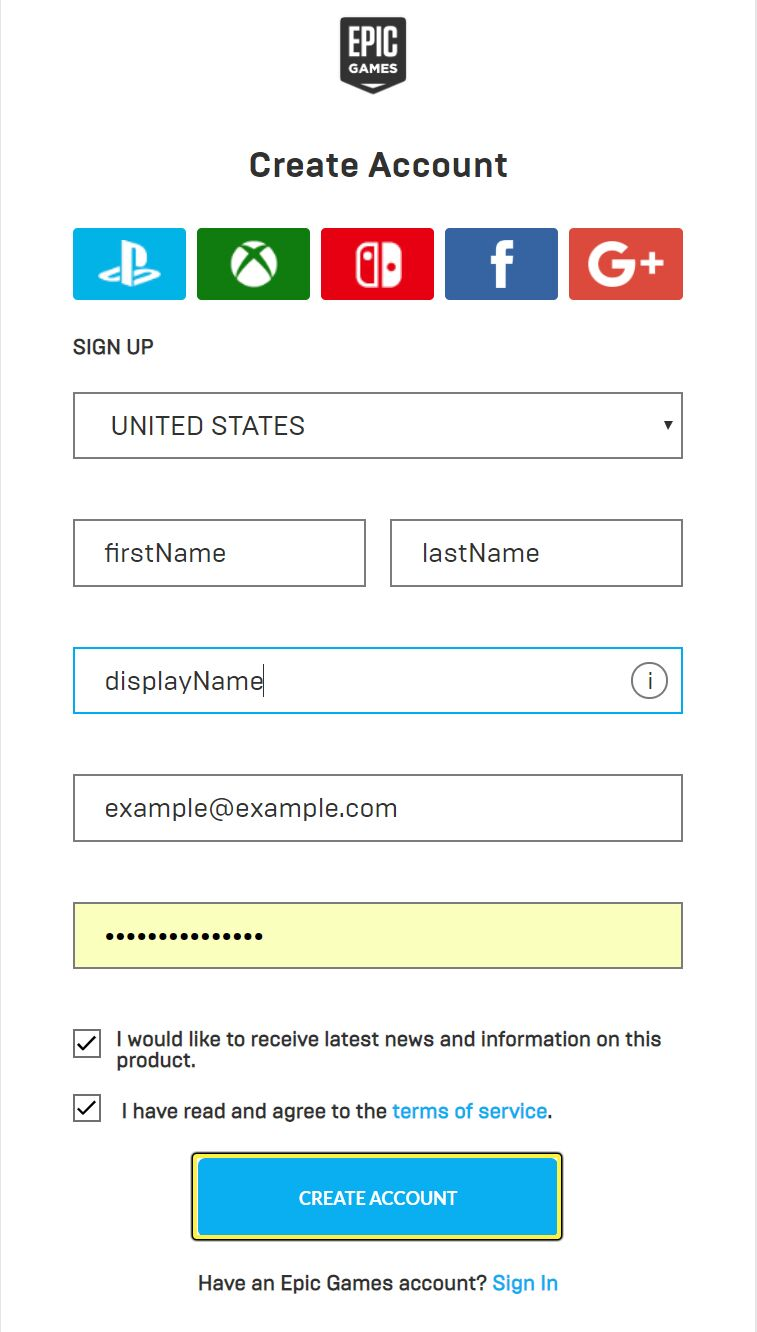 EPIC
GAMES
Create Account
G+
SIGN UP
UNITED STATES
firstName lastName
displayName
i
example@example.com
•••••••••••••••
I would like to receive latest news and information on this
product.
I have read and agree to the terms of service.
CREATE ACCOUNT
Have an Epic Games account? Sign In